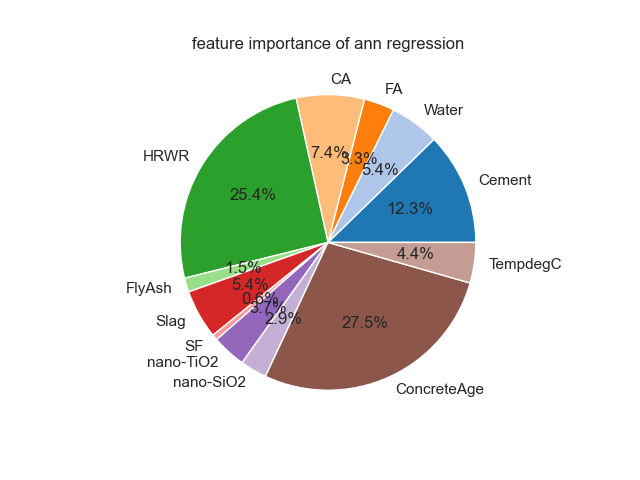 feature importance of ann regression
CA
FA
Water
HRWR
Cement
7.4%
3.3%
5.4%
25.4%
12.3%
TempdegC
4.4%
FlyAsh
1.5%
Slag
5.4%
0.6%
3.7%
2.9%
27.5%
SF
nano-TiO2
nano-SiO2
ConcreteAge